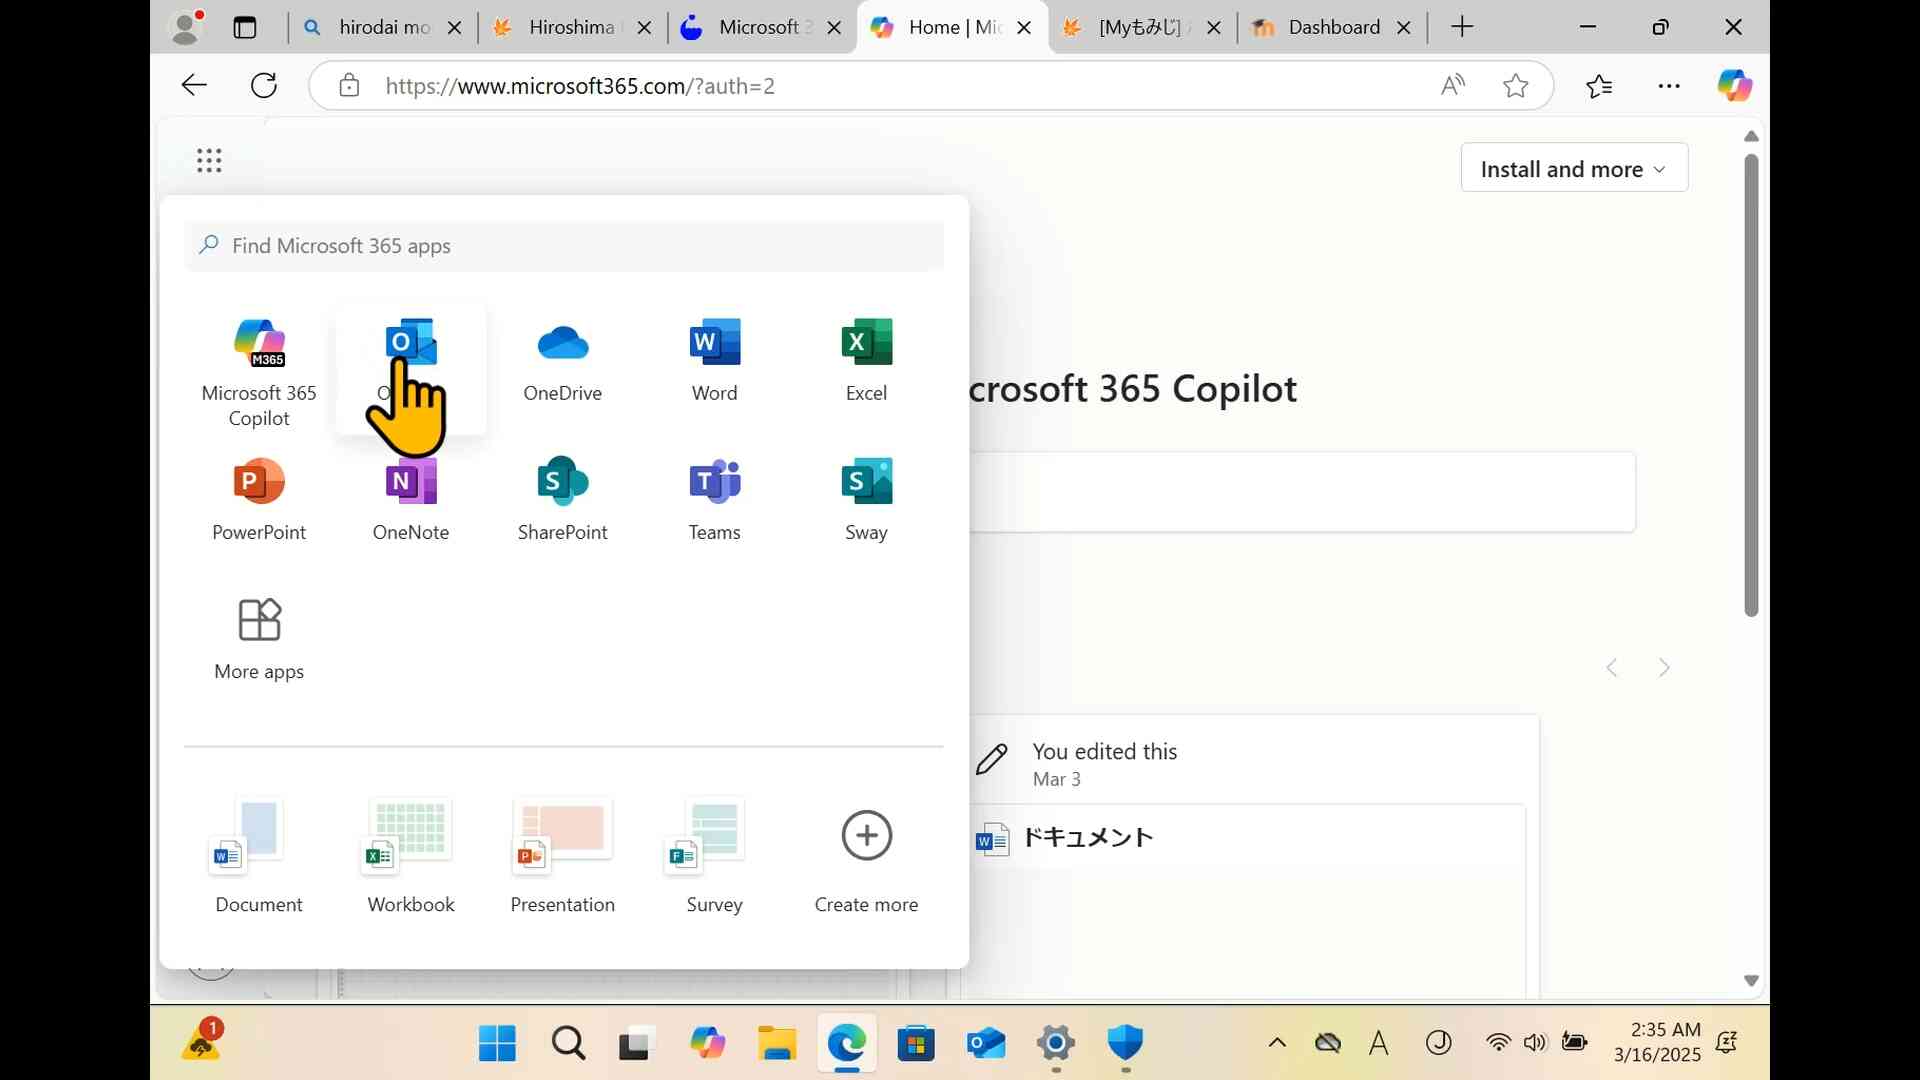 hirodai mo
Hiroshima
Microsoft 3
Home | Mic
[Myもみじ]
Dashboard
https://www.microsoft365.com/?auth=2
Install and more
Find Microsoft 365 apps
M365
O
W
X
Microsoft 365
Copilot
O
OneDrive
Word
Excel
crosoft 365 Copilot
P
N
S
T
S
PowerPoint
OneNote
SharePoint
Teams
Sway
More apps
You edited this
Mar 3
W
ドキュメント
W
X
P
F
Document
Workbook
Presentation
Survey
Create more
1
O
A
J
2:35 AM
3/16/2025